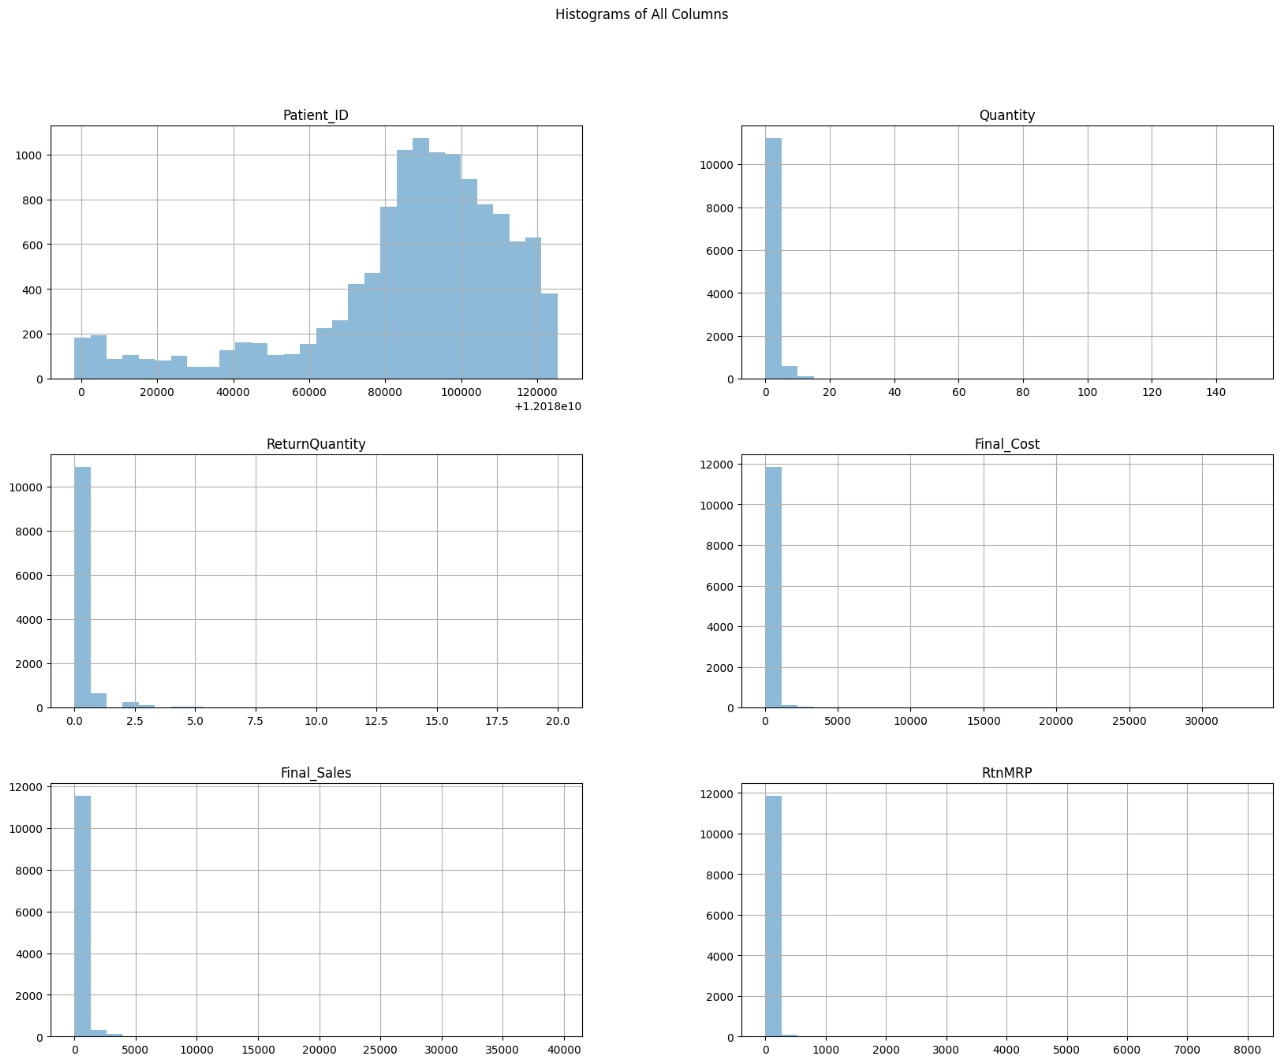 Histograms of All Columns
Patient_ID
1000
800
600
400
200
0
0 20000 40000 60000 80000 100000 120000
+1.2018e10
Quantity
10000
8000
6000
4000
2000
0
0 20 40 60 80 100 120 140
ReturnQuantity
10000
8000
6000
4000
2000
0
0.0 2.5 5.0 7.5 10.0 12.5 15.0 17.5 20.0
Final_Cost
12000
10000
8000
6000
4000
2000
0
0 5000 10000 15000 20000 25000 30000
Final_Sales
12000
10000
8000
6000
4000
2000
0
0 5000 10000 15000 20000 25000 30000 35000 40000
RtnMRP
12000
10000
8000
6000
4000
2000
0
0 1000 2000 3000 4000 5000 6000 7000 8000